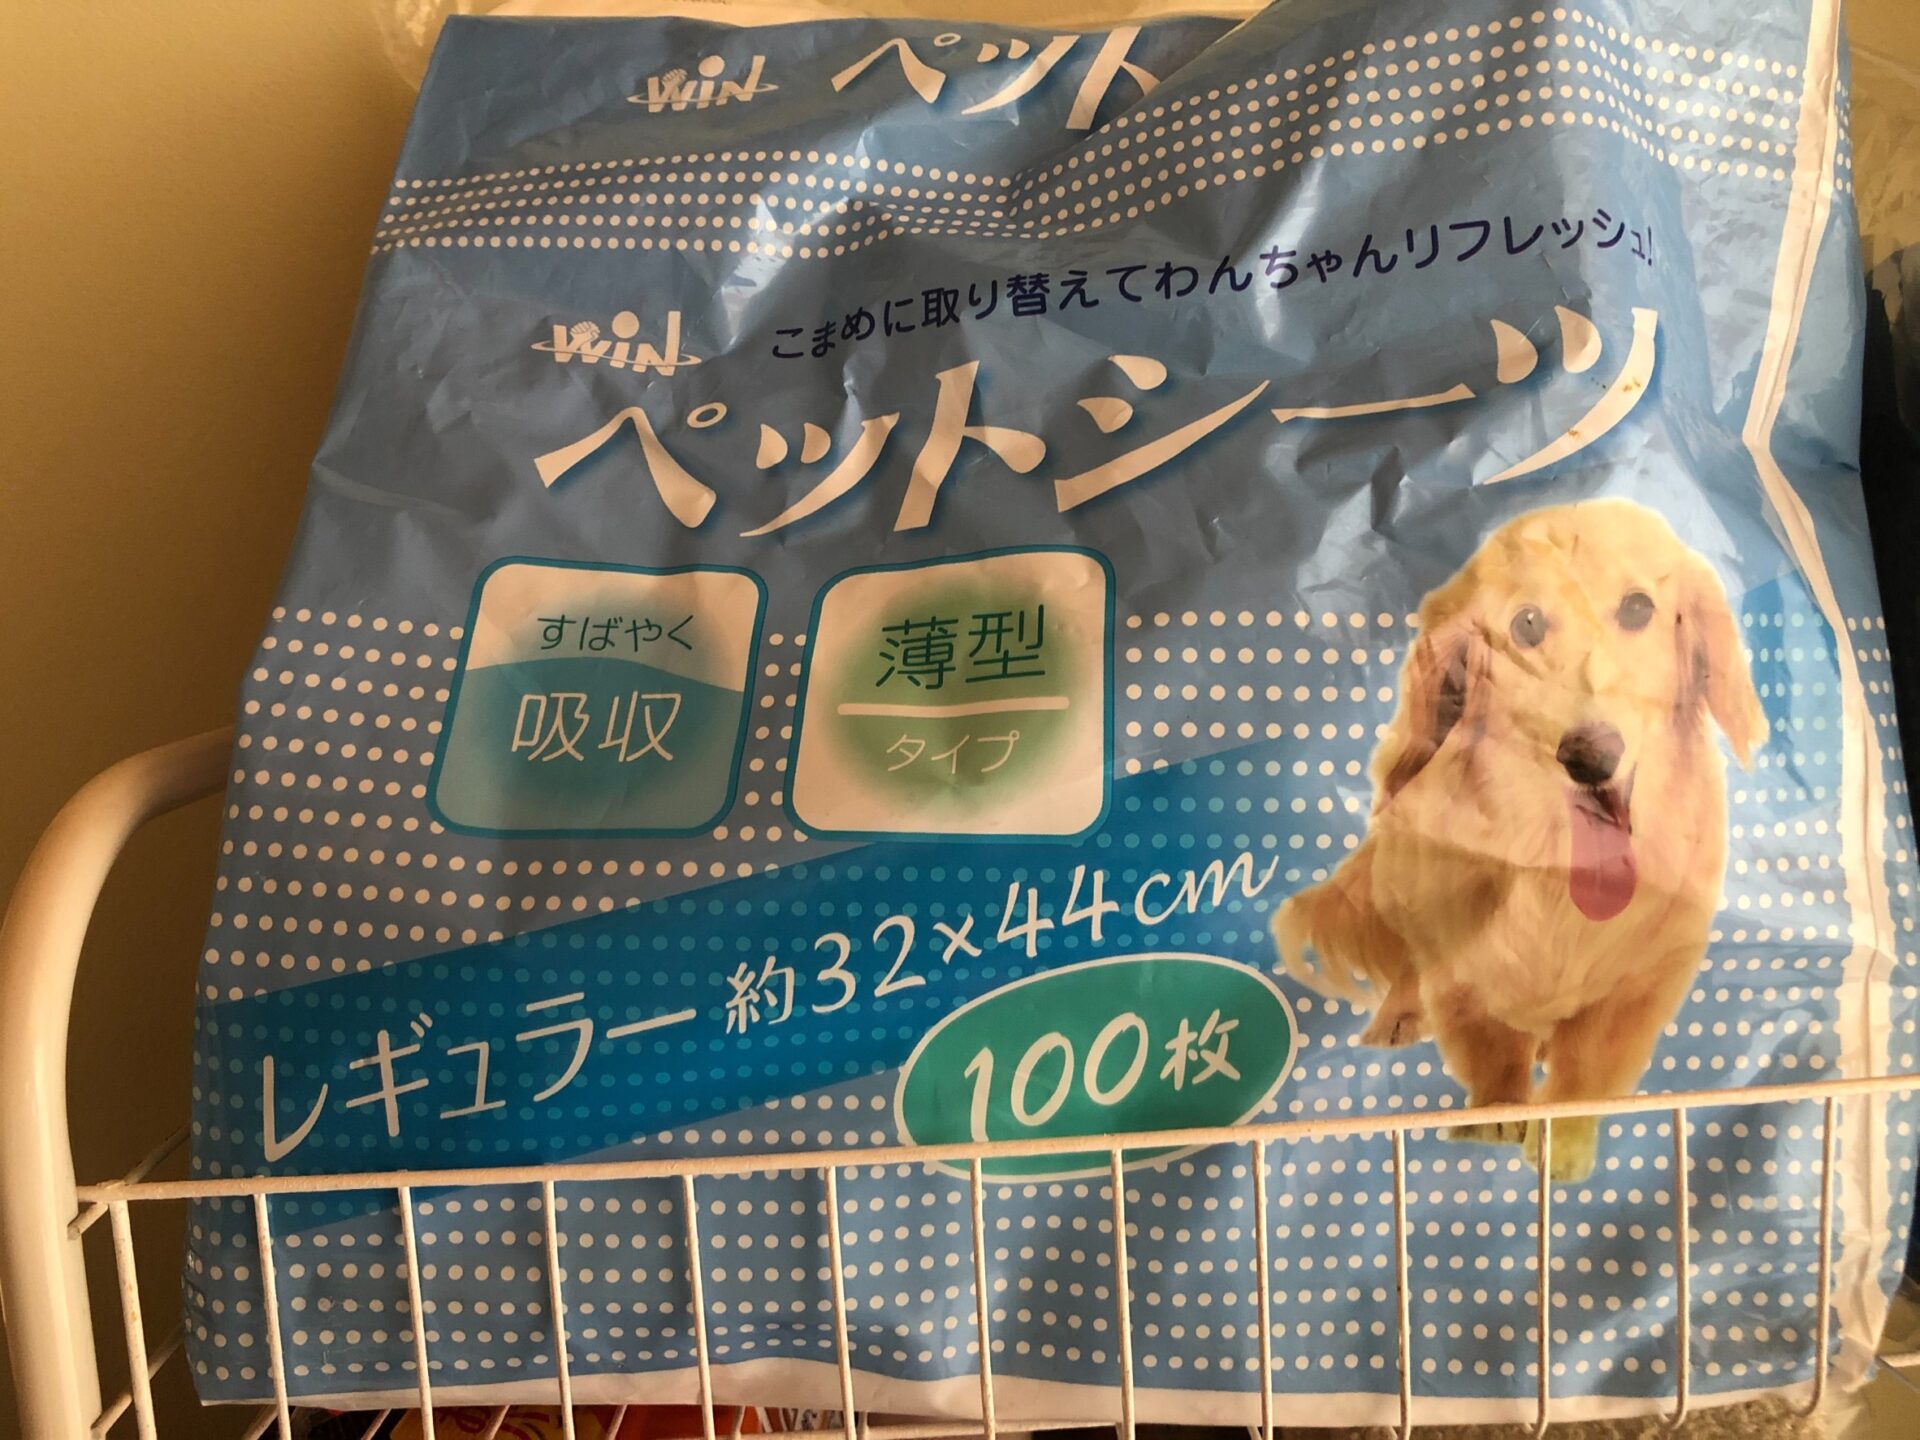 WiN ペット
こまめに取り替えてわんちゃんリフレッシュ!
WiN
ペットシーツ
すばやく
吸収
薄型
タイプ
レギュラー 約32×44cm
100枚